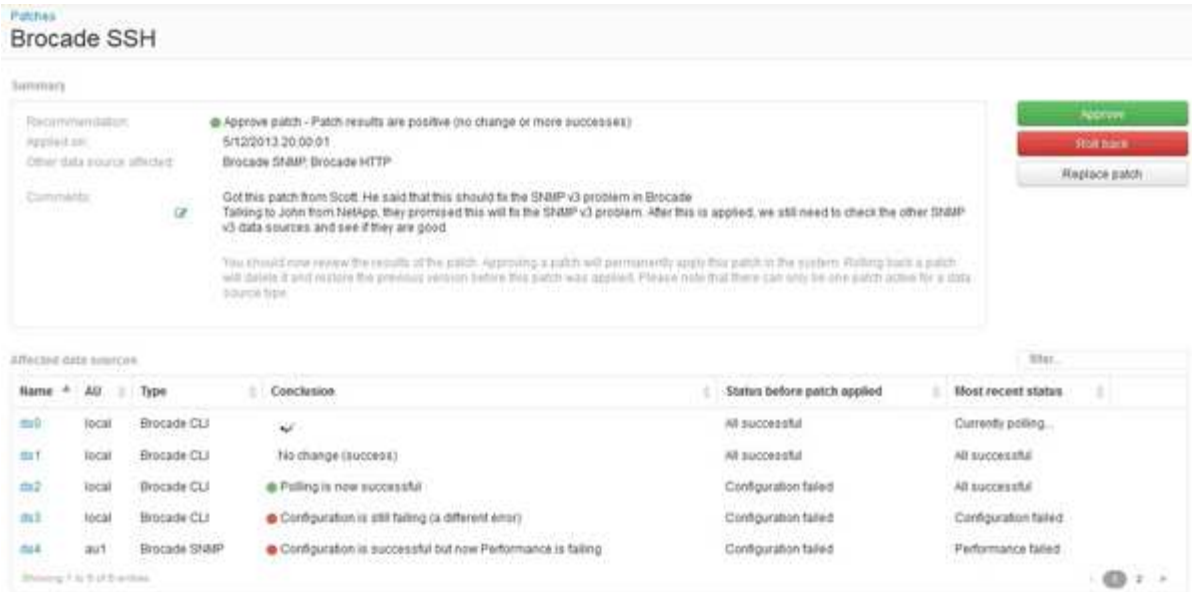 Patches
Brocade SSH
Summary
Recommendation: Approve patch - Patch results are positive (no change or more successes)
Applied on: 5/12/2013 20:00:01
Other data source affected: Brocade SNMP, Brocade HTTP
Comments: Got this patch from Scott. He said that this should fix the SNMP v3 problem in Brocade
Talking to John from NetApp, they promised this will fix the SNMP v3 problem. After this is applied, we still need to check the other SNMP
v3 data sources and see if they are good
You should now review the results of the patch. Approving a patch will permanently apply this patch in the system. Rolling back a patch
will delete it and restore the previous version before this patch was applied. Please note that there can only be one patch active for a data
source type.
Approve
Roll back
Replace patch
Affected data sources
filter...
Name AU Type Conclusion Status before patch applied Most recent status
ds0 local Brocade CLI All successful Currently polling...
ds1 local Brocade CLI No change (success) All successful All successful
ds2 local Brocade CLI Polling is now successful Configuration failed All successful
ds3 local Brocade CLI Configuration is still failing (a different error) Configuration failed Configuration failed
ds4 au1 Brocade SNMP Configuration is successful but now Performance is failing Configuration failed Performance failed
Showing 1 to 5 of entries
1 2 >